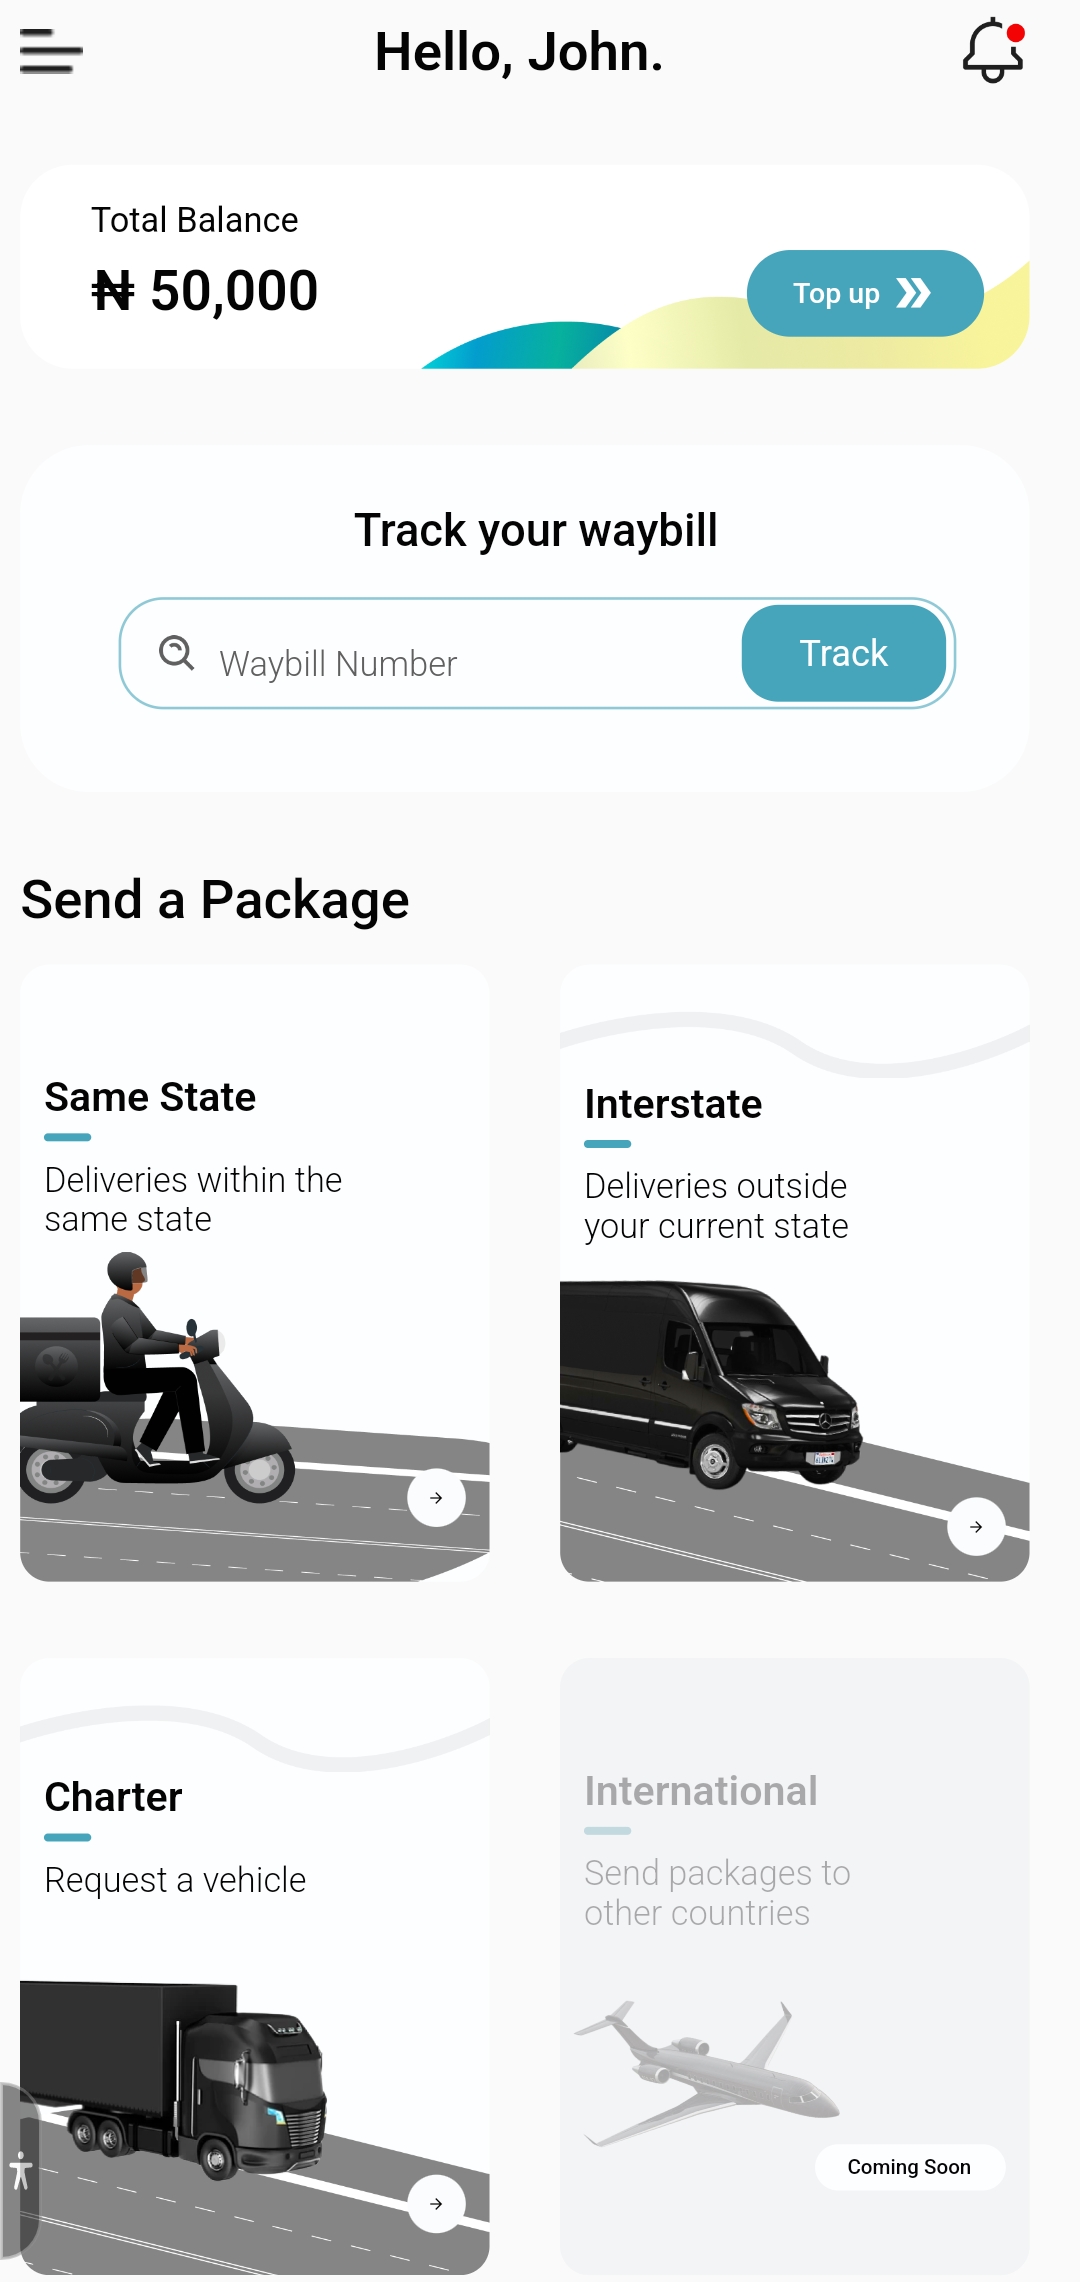 Hello, John.
Total Balance
₦ 50,000
Top up
Track your waybill
Waybill Number
Track
Send a Package
Same State
Deliveries within the
same state
Interstate
Deliveries outside
your current state
Charter
Request a vehicle
International
Send packages to
other countries
Coming Soon